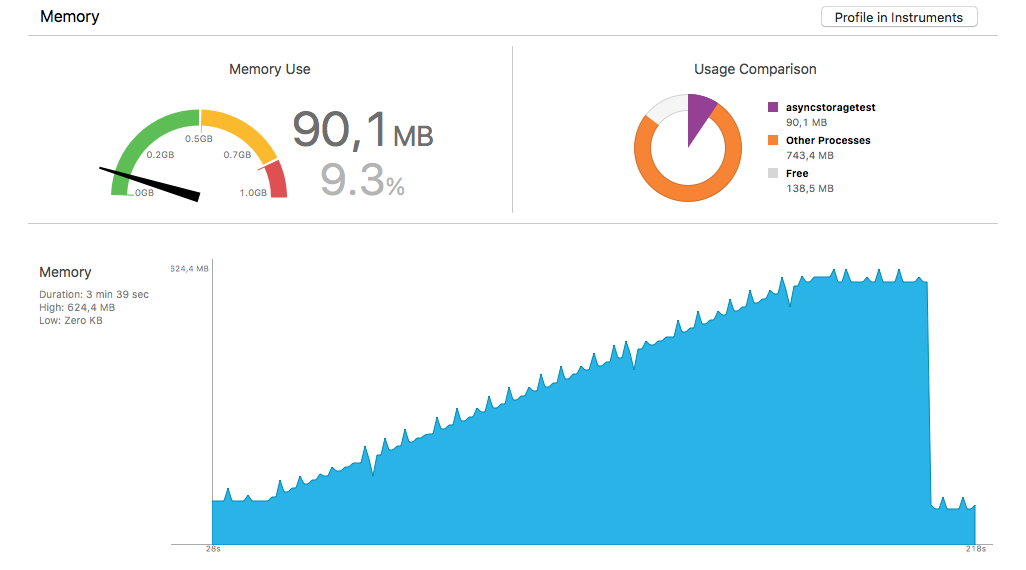 Memory
Profile in Instruments
Memory Use
Usage Comparison
0GB
0.2GB
0.5GB
0.7GB
1.0GB
90,1 MB
9.3%
asyncstoragetest
90,1 MB
Other Processes
743,4 MB
Free
138,5 MB
Memory
Duration: 3 min 39 sec
High: 624,4 MB
Low: Zero KB
624,4 MB
28s
218s